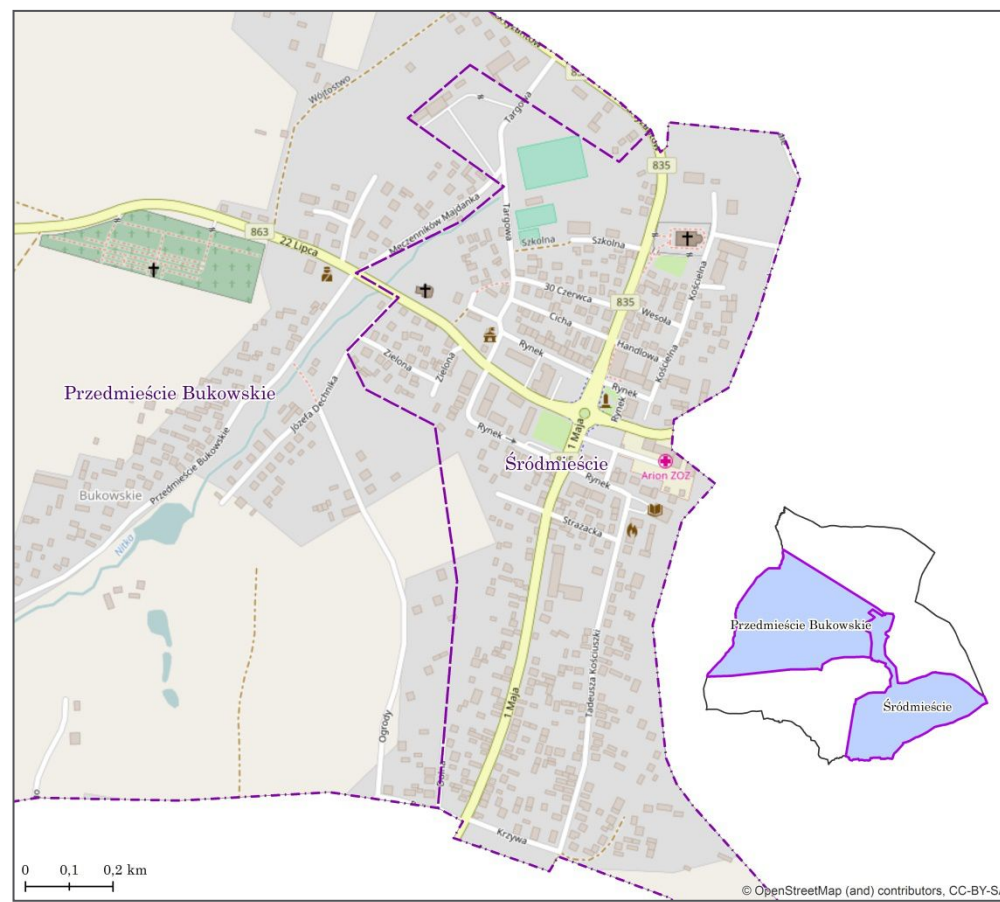 Wójtostwo
Targowa
835
Męczenników Majdanka
Targowa
863
22 Lipca
Szkolna
Szkolna
Kościelna
30 Czerwca
835
Wesoła
Cicha
Handlowa
Rynek
Zielona
Zielona
Kościelna
Rynek
Rynek
Przedmieście Bukowskie
Józefa Dechnika
1 Maja
Rynek
Śródmieście
Arion ZOZ
Rynek
Przedmieście Bukowskie
Bukowskie
Strażacka
Nitka
Tadeusza Kościuszki
1 Maja
Ogrody
Dolna
Krzywa
Przedmieście Bukowskie
Śródmieście
0 0,1 0,2 km
© OpenStreetMap (and) contributors, CC-BY-SA